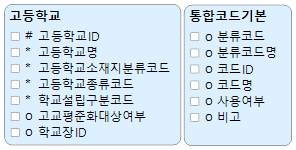 고등학교
# 고등학교ID
* 고등학교명
* 고등학교소재지분류코드
* 고등학교종류코드
* 학교설립구분코드
o 고교평준화대상여부
o 학교장ID
통합코드기본
o 분류코드
o 분류코드명
o 코드ID
o 코드명
o 사용여부
o 비고